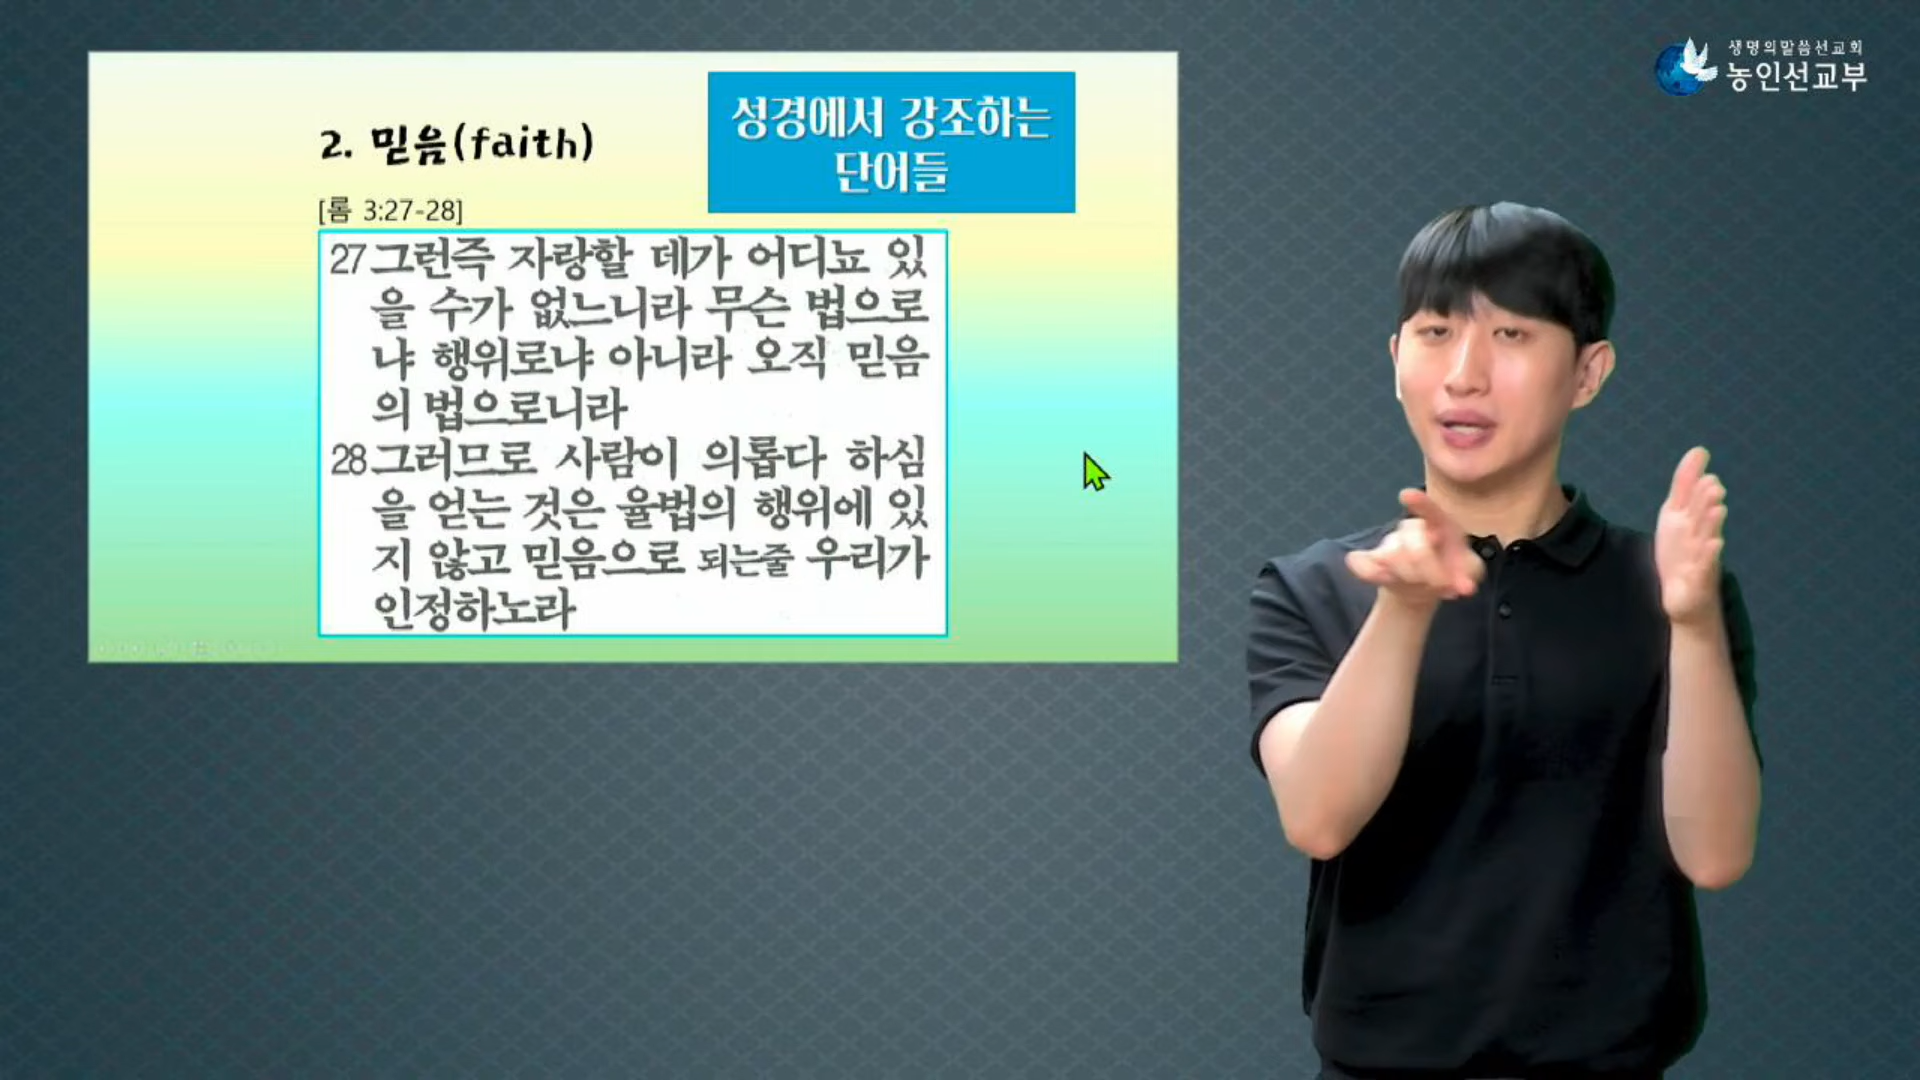 생명의말씀선교회
농인선교부
성경에서 강조하는
단어들
2. 믿음(faith)
[롬 3:27-28]
27 그런즉 자랑할 데가 어디뇨 있
을 수가 없느니라 무슨 법으로
냐 행위로냐 아니라 오직 믿음
의 법으로니라
28 그러므로 사람이 의롭다 하심
을 얻는 것은 율법의 행위에 있
지 않고 믿음으로 되는줄 우리가
인정하노라